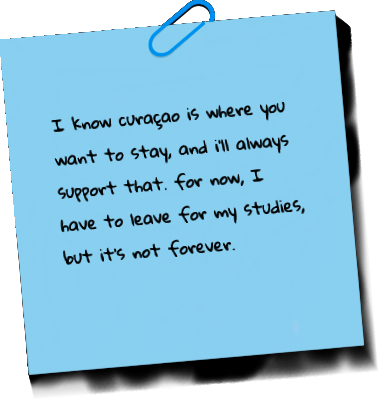 I know curaçao is where you
want to stay, and i'll always
support that. for now, I
have to leave for my studies,
but it's not forever.